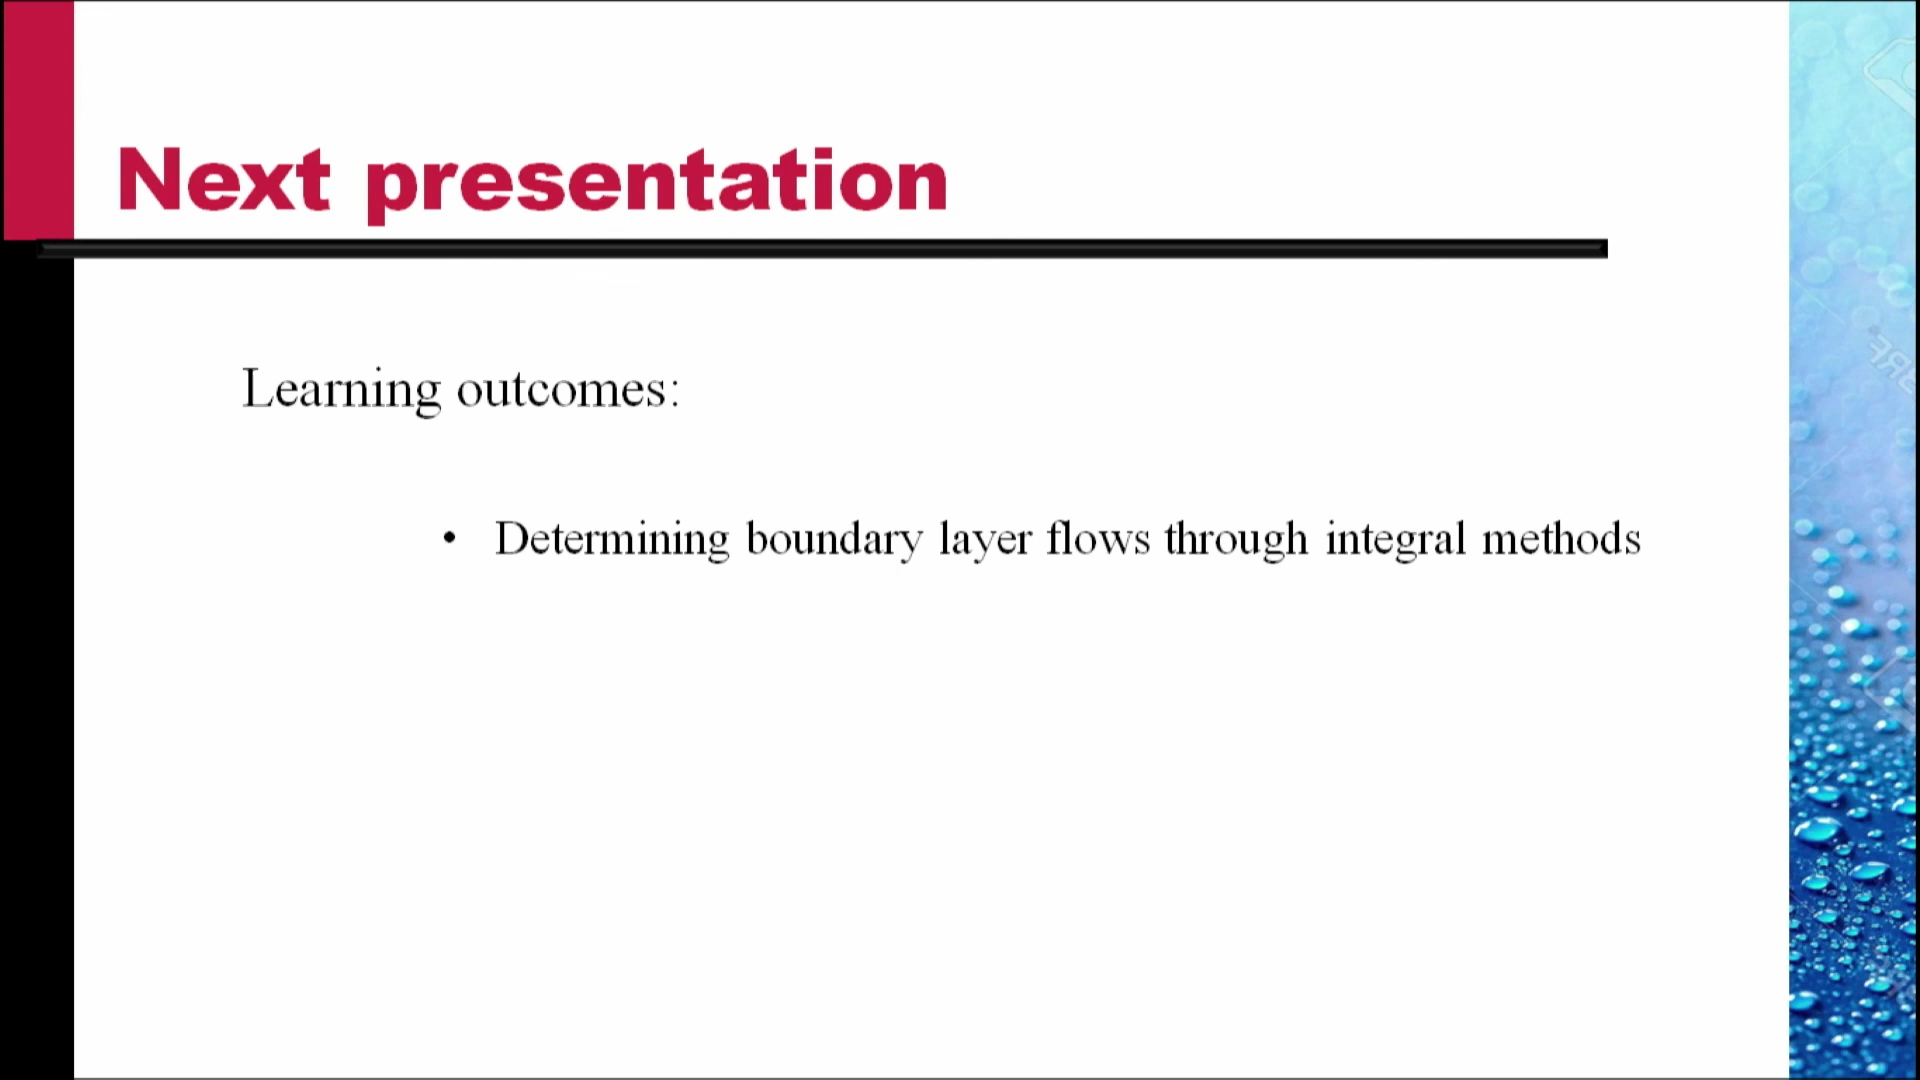 Next presentation
Learning outcomes:
• Determining boundary layer flows through integral methods